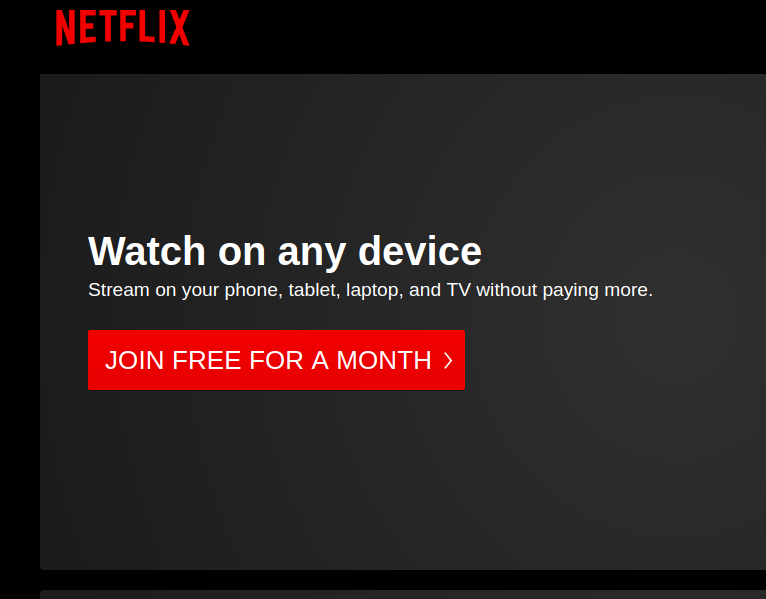 NETFLIX
Watch on any device
Stream on your phone, tablet, laptop, and TV without paying more.
JOIN FREE FOR A MONTH